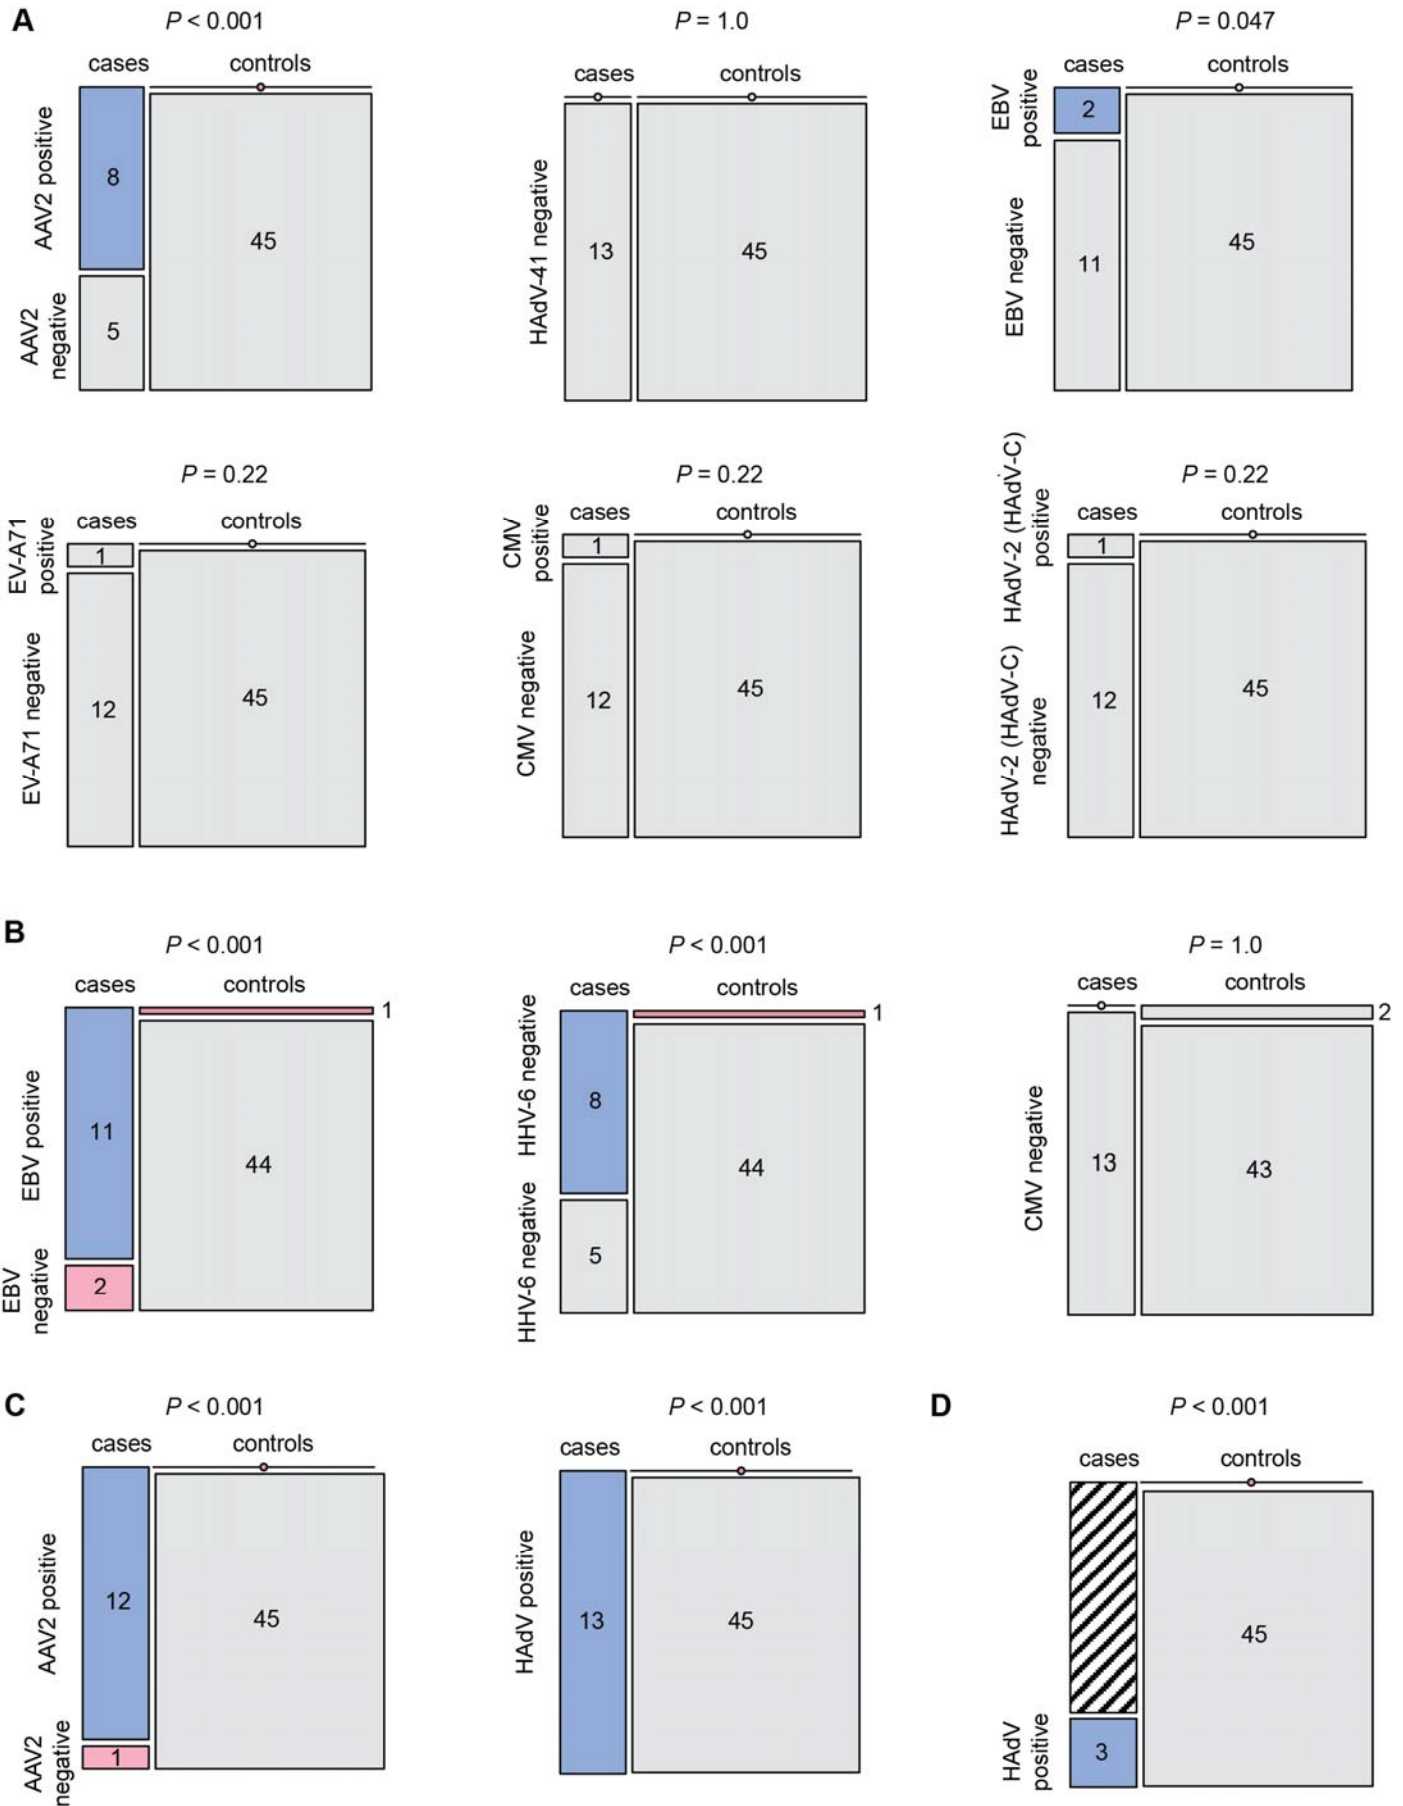 A
P < 0.001
cases
controls
AAV2 positive
8
45
AAV2
negative
5
P = 1.0
cases
controls
HAdV-41 negative
13
45
P = 0.047
cases
controls
EBV
positive
2
45
EBV negative
11
P = 0.22
cases
controls
EV-A71
positive
1
EV-A71 negative
12
45
P = 0.22
cases
controls
CMV
positive
1
CMV negative
12
45
P = 0.22
cases
controls
HAdV-2 (HAdV-C)
positive
1
HAdV-2 (HAdV-C)
negative
12
45
B
P < 0.001
cases
controls
1
EBV positive
11
44
EBV
negative
2
P < 0.001
cases
controls
1
HHV-6 negative
8
44
HHV-6 negative
5
P = 1.0
cases
controls
2
CMV negative
13
43
C
P < 0.001
cases
controls
AAV2 positive
12
45
AAV2
negative
1
P < 0.001
cases
controls
HAdV positive
13
45
D
P < 0.001
cases
controls
45
HAdV
positive
3